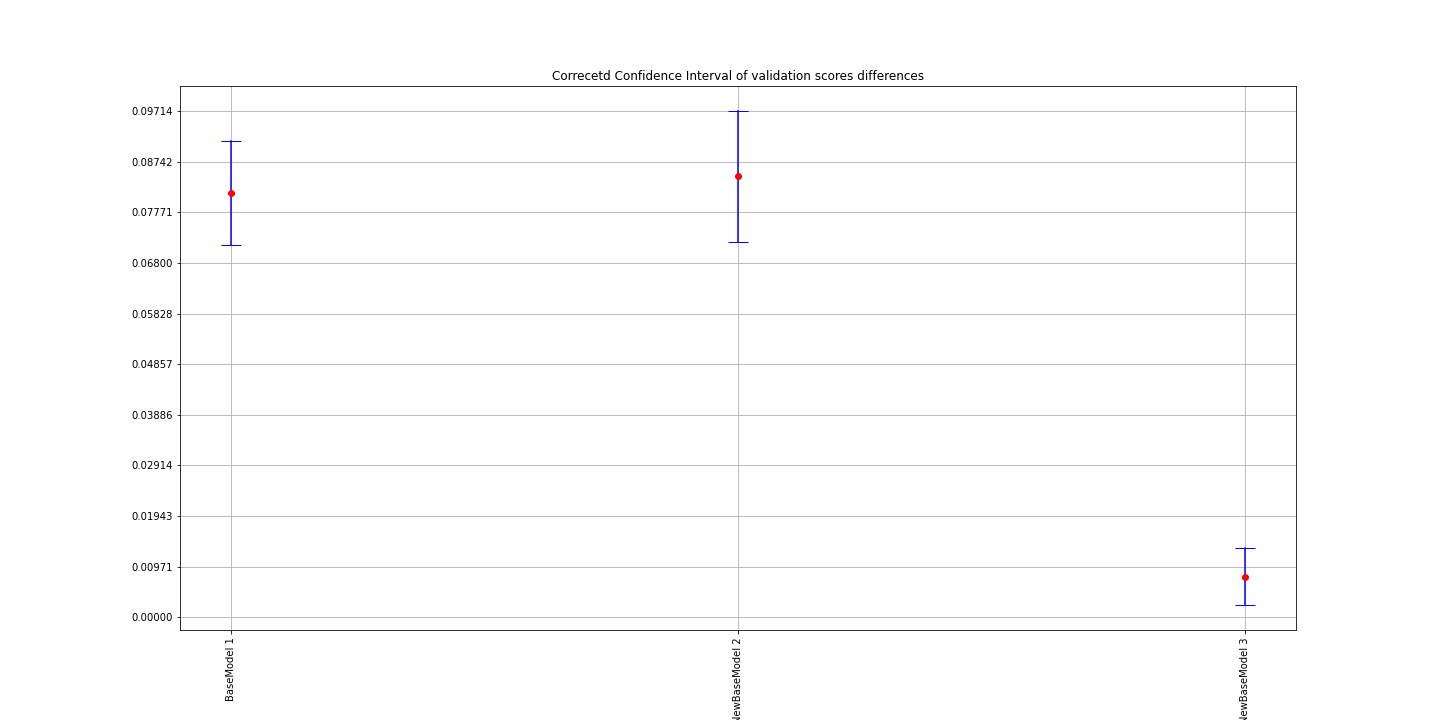 Correcetd Confidence Interval of validation scores differences
0.09714
0.08742
0.07771
0.06800
0.05828
0.04857
0.03886
0.02914
0.01943
0.00971
0.00000
BaseModel 1
NewBaseModel 2
NewBaseModel 3